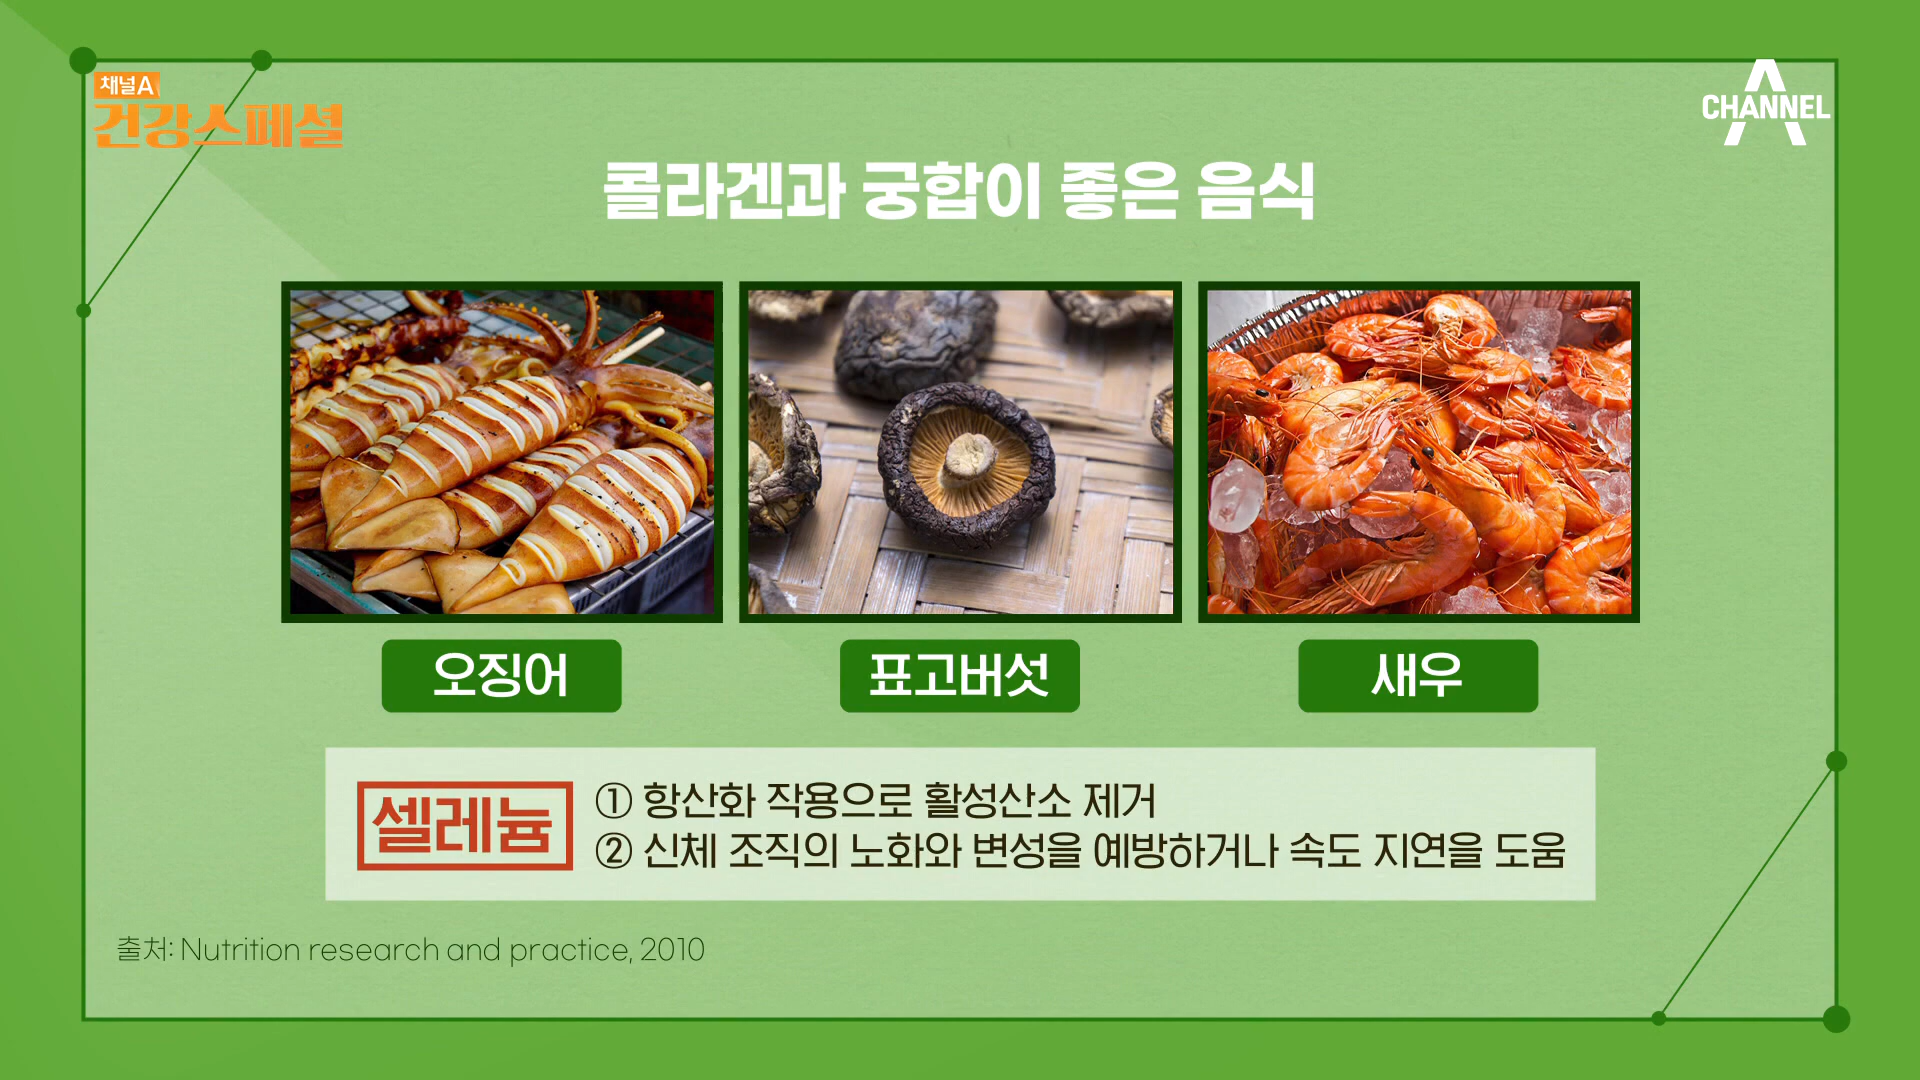 채널A
건강스페셜
CHANNEL A
콜라겐과 궁합이 좋은 음식
오징어
표고버섯
새우
셀레늄
① 항산화 작용으로 활성산소 제거
② 신체 조직의 노화와 변성을 예방하거나 속도 지연을 도움
출처: Nutrition research and practice, 2010